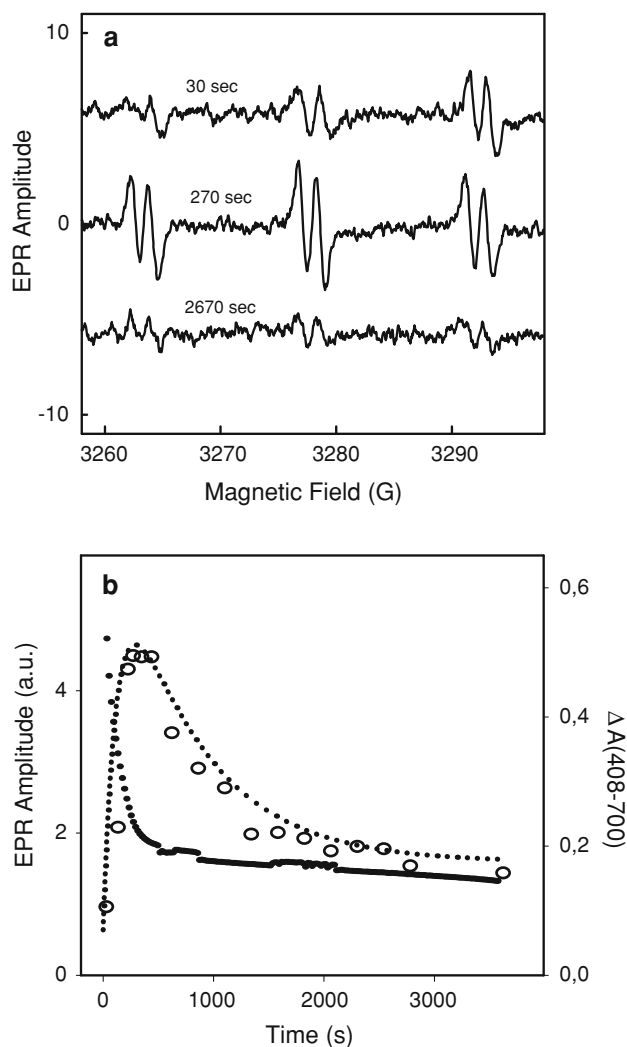 a
10
0
-10
EPR Amplitude
30 sec
270 sec
2670 sec
3260 3270 3280 3290
Magnetic Field (G)
b
4
2
0
EPR Amplitude (a.u.)
0,6
0,4
0,2
0,0
Δ A(408-700)
0 1000 2000 3000
Time (s)